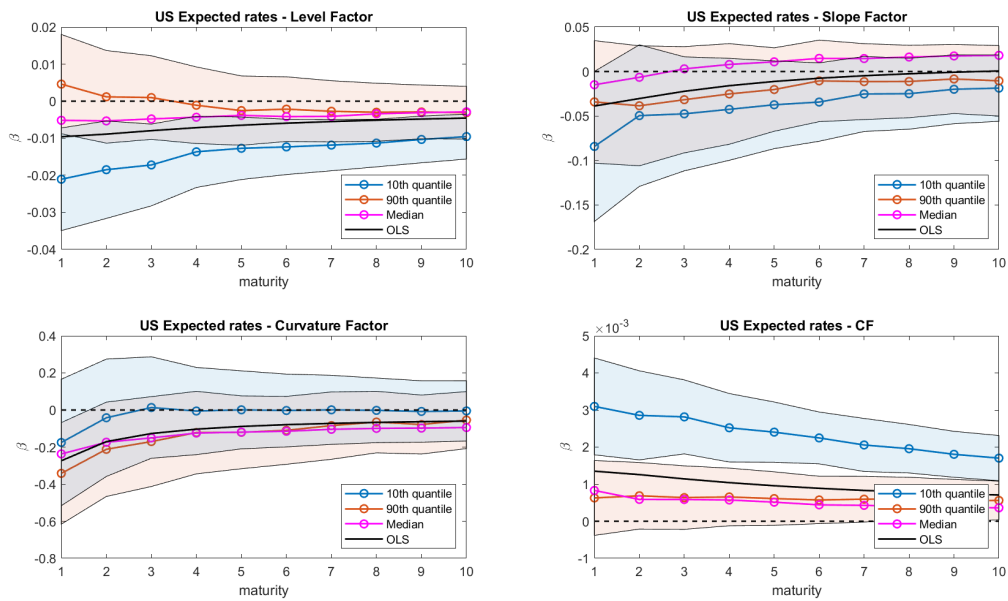 US Expected rates - Level Factor
0.02
0.01
0
-0.01
-0.02
-0.03
-0.04
β
1 2 3 4 5 6 7 8 9 10
maturity
10th quantile
90th quantile
Median
OLS
US Expected rates - Slope Factor
0.05
0
-0.05
-0.1
-0.15
-0.2
β
1 2 3 4 5 6 7 8 9 10
maturity
10th quantile
90th quantile
Median
OLS
US Expected rates - Curvature Factor
0.4
0.2
0
-0.2
-0.4
-0.6
-0.8
β
1 2 3 4 5 6 7 8 9 10
maturity
10th quantile
90th quantile
Median
OLS
US Expected rates - CF
×10⁻³
5
4
3
2
1
0
-1
β
1 2 3 4 5 6 7 8 9 10
maturity
10th quantile
90th quantile
Median
OLS